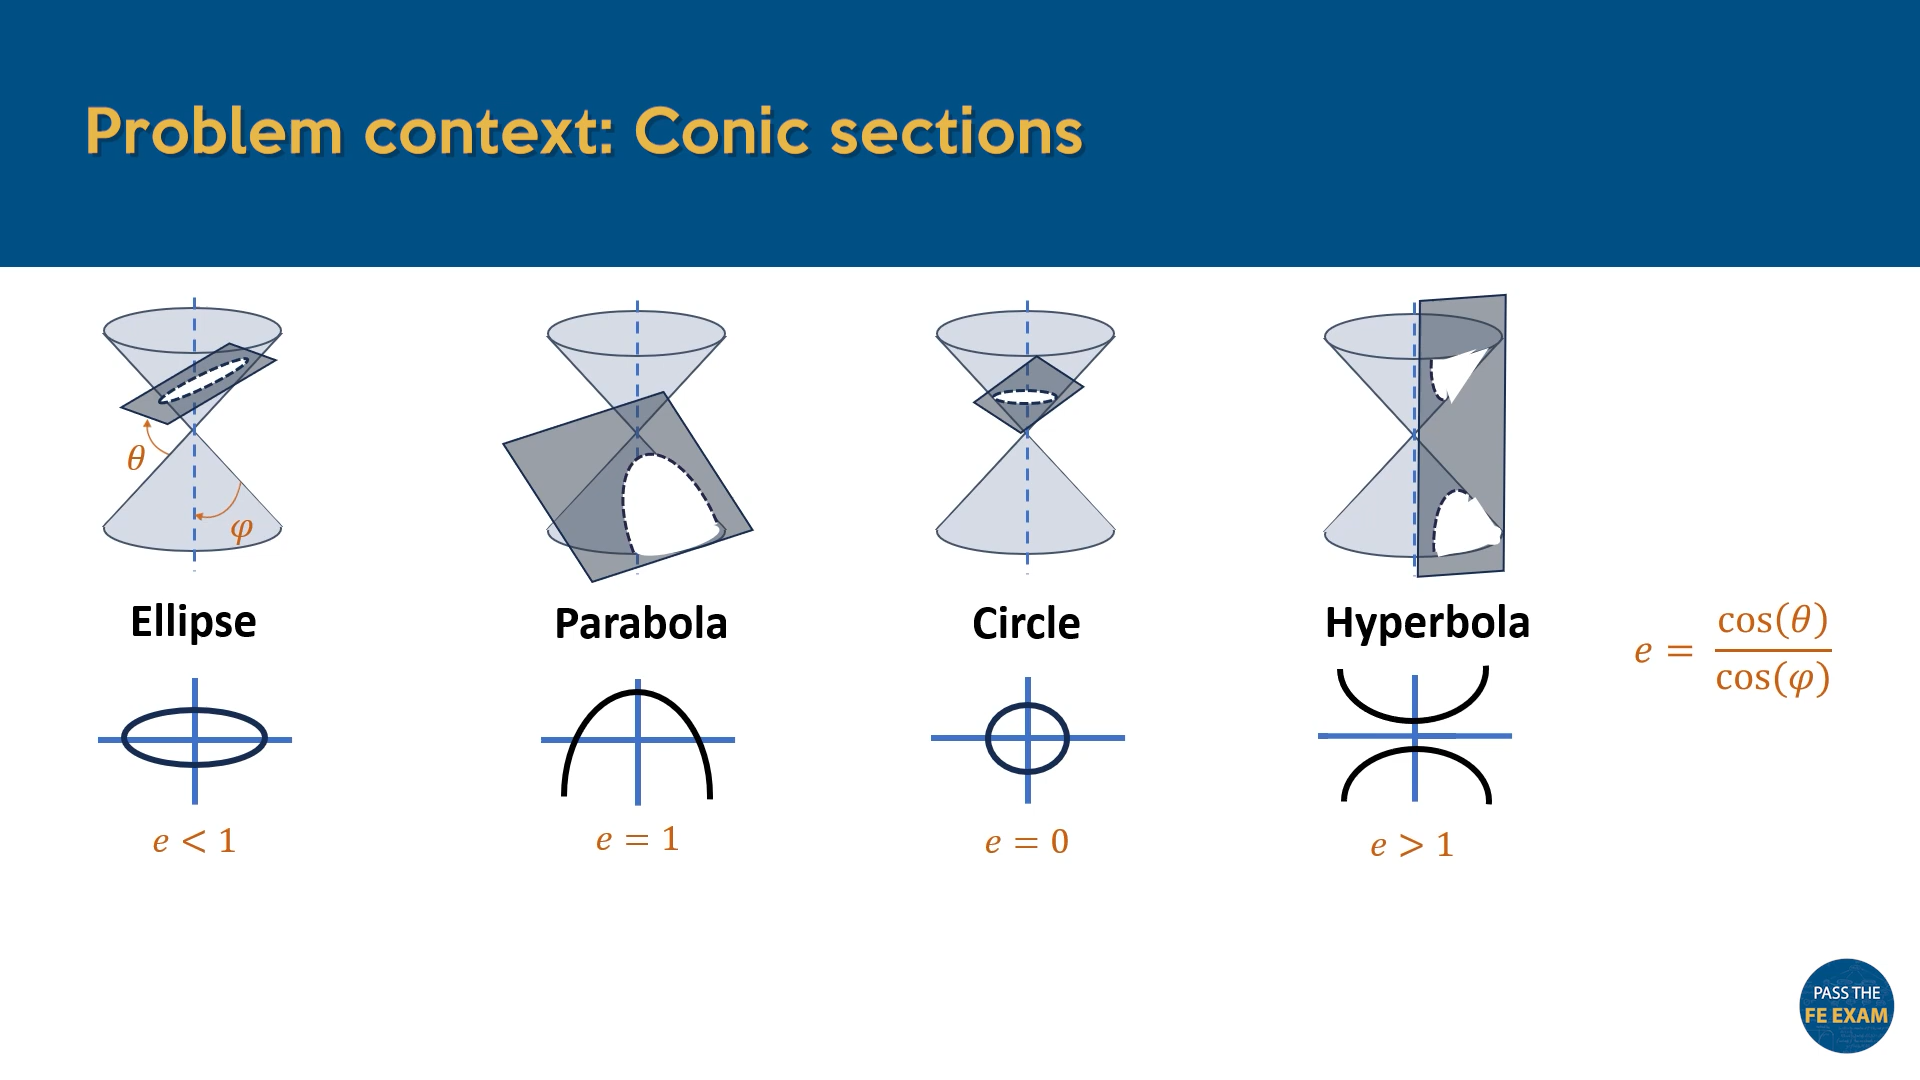 Problem context: Conic sections
θ
φ
Ellipse
Parabola
Circle
Hyperbola
e = cos(θ) / cos(φ)
e < 1
e = 1
e = 0
e > 1
PASS THE
FE EXAM